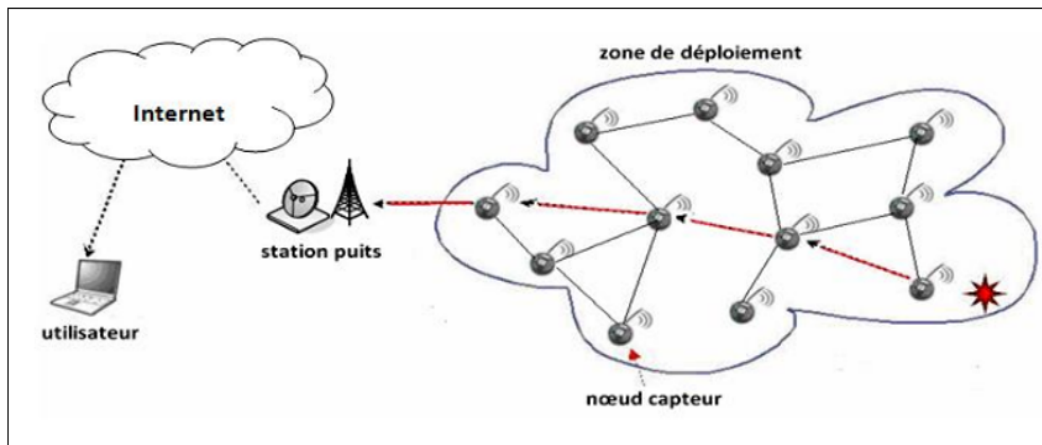 zone de déploiement
Internet
station puits
utilisateur
nœud capteur